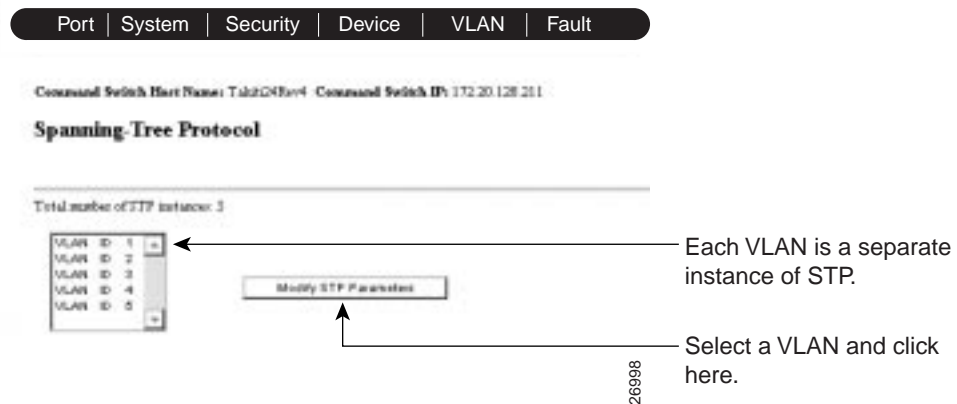 Port | System | Security | Device | VLAN | Fault
Command Switch Host Name: Command Switch IP: 172.20.128.211
Spanning-Tree Protocol
Total number of STP instances: 3
VLAN ID 1
VLAN ID 2
VLAN ID 3
VLAN ID 4
VLAN ID 5
Modify STP Parameters
Each VLAN is a separate
instance of STP.
Select a VLAN and click
here.
26998